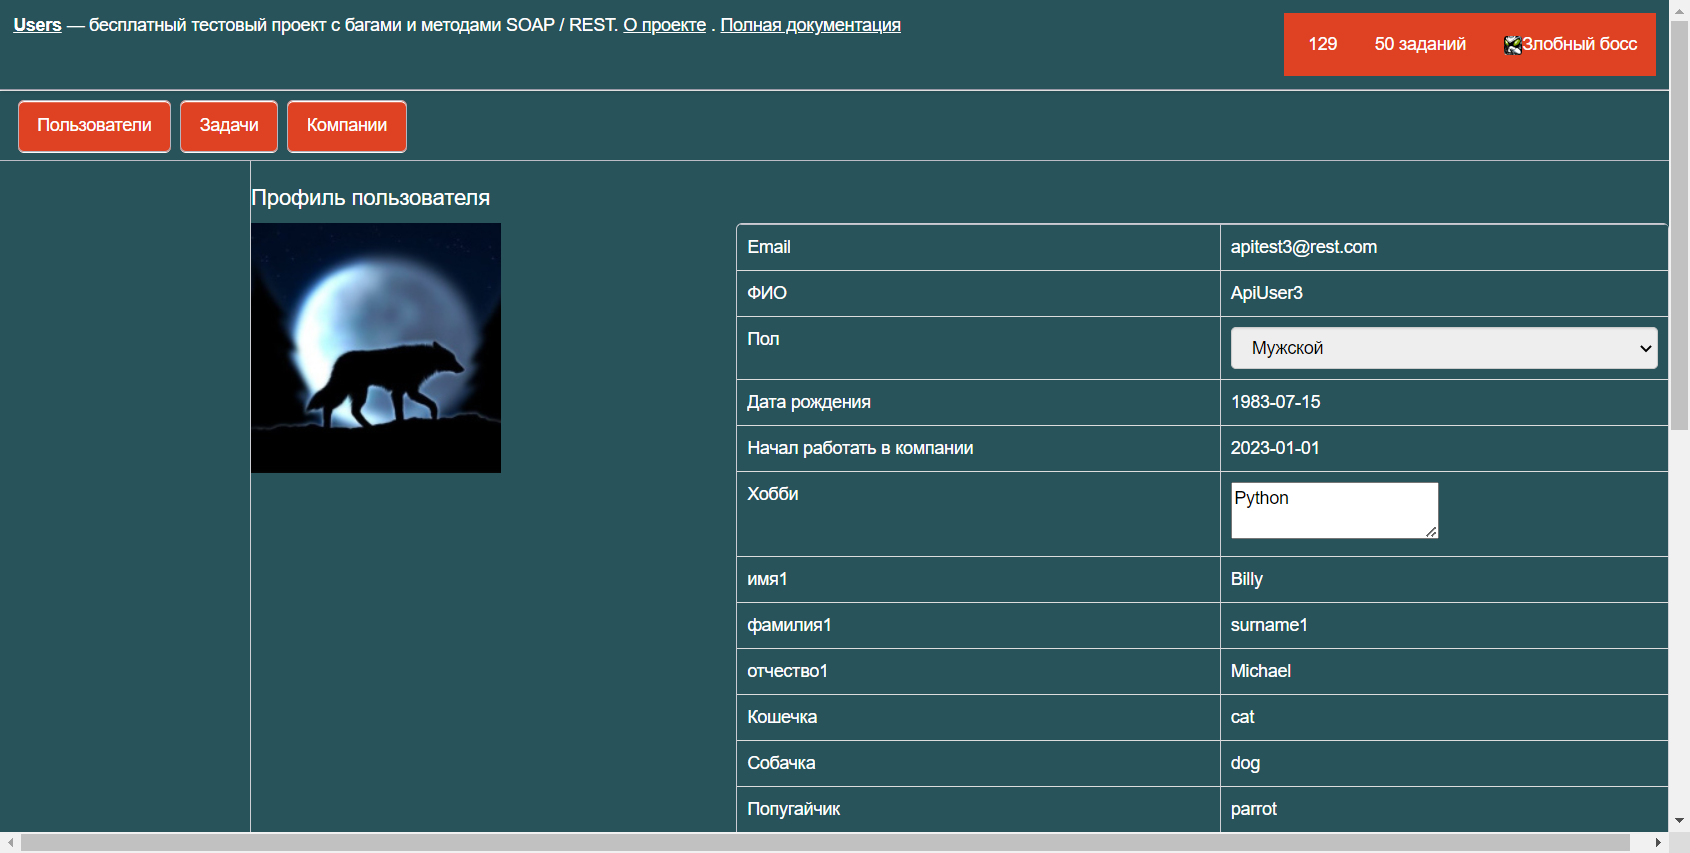 Users — бесплатный тестовый проект с багами и методами SOAP / REST. О проекте . Полная документация
129 50 заданий Злобный босс
Пользователи Задачи Компании
Профиль пользователя
Email apitest3@rest.com
ФИО ApiUser3
Пол Мужской
Дата рождения 1983-07-15
Начал работать в компании 2023-01-01
Хобби Python
имя1 Billy
фамилия1 surname1
отчество1 Michael
Кошечка cat
Собачка dog
Попугайчик parrot